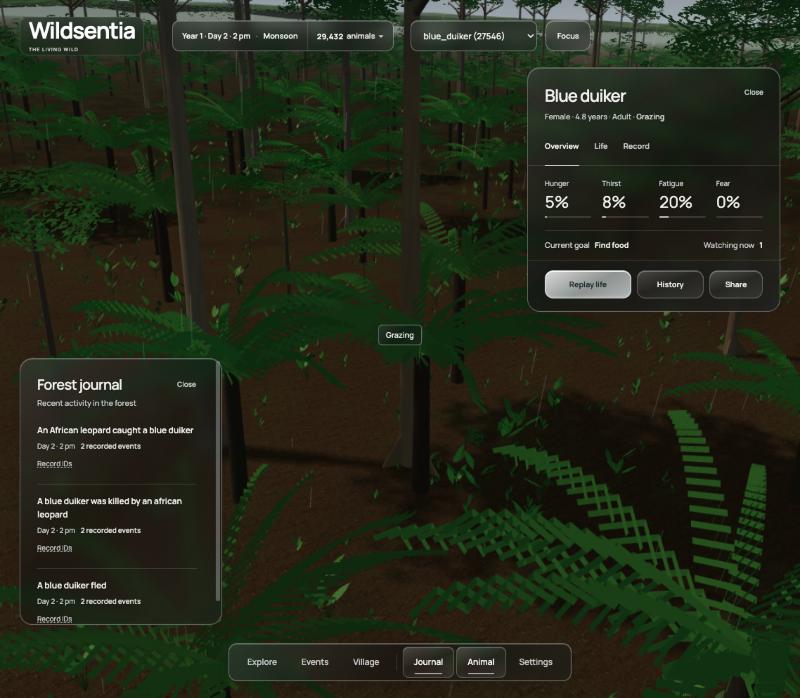 Wildsentia
THE LIVING WILD
Year 1 · Day 2 · 2 pm · Monsoon
29,432 animals
blue_duiker (27546)
Focus
Blue duiker
Close
Female · 4.8 years · Adult · Grazing
Overview Life Record
Hunger Thirst Fatigue Fear
5% 8% 20% 0%
Current goal Find food Watching now 1
Replay life History Share
Grazing
Forest journal
Close
Recent activity in the forest
An African leopard caught a blue duiker
Day 2 · 2 pm 2 recorded events
Record IDs
A blue duiker was killed by an african
leopard
Day 2 · 2 pm 2 recorded events
Record IDs
A blue duiker fled
Day 2 · 2 pm 2 recorded events
Record IDs
Explore Events Village Journal Animal Settings